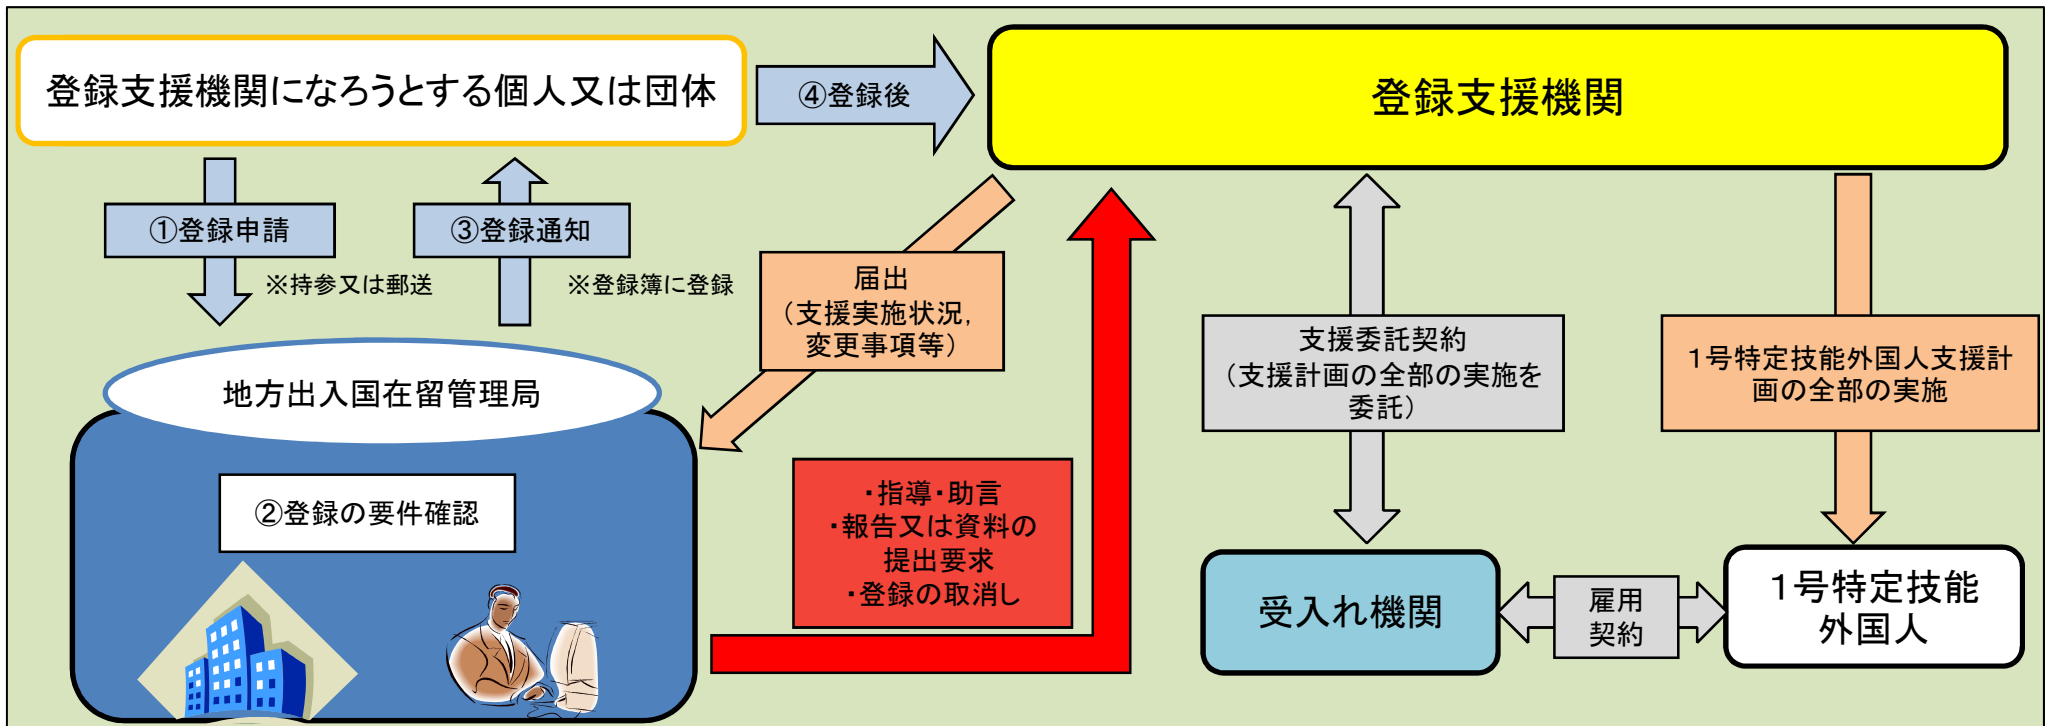 登録支援機関になろうとする個人又は団体
④登録後
登録支援機関
①登録申請
※持参又は郵送
③登録通知
※登録簿に登録
届出
（支援実施状況，
変更事項等）
支援委託契約
（支援計画の全部の実施を
委託）
１号特定技能外国人支援計
画の全部の実施
地方出入国在留管理局
②登録の要件確認
・指導・助言
・報告又は資料の
提出要求
・登録の取消し
受入れ機関
雇用
契約
１号特定技能
外国人